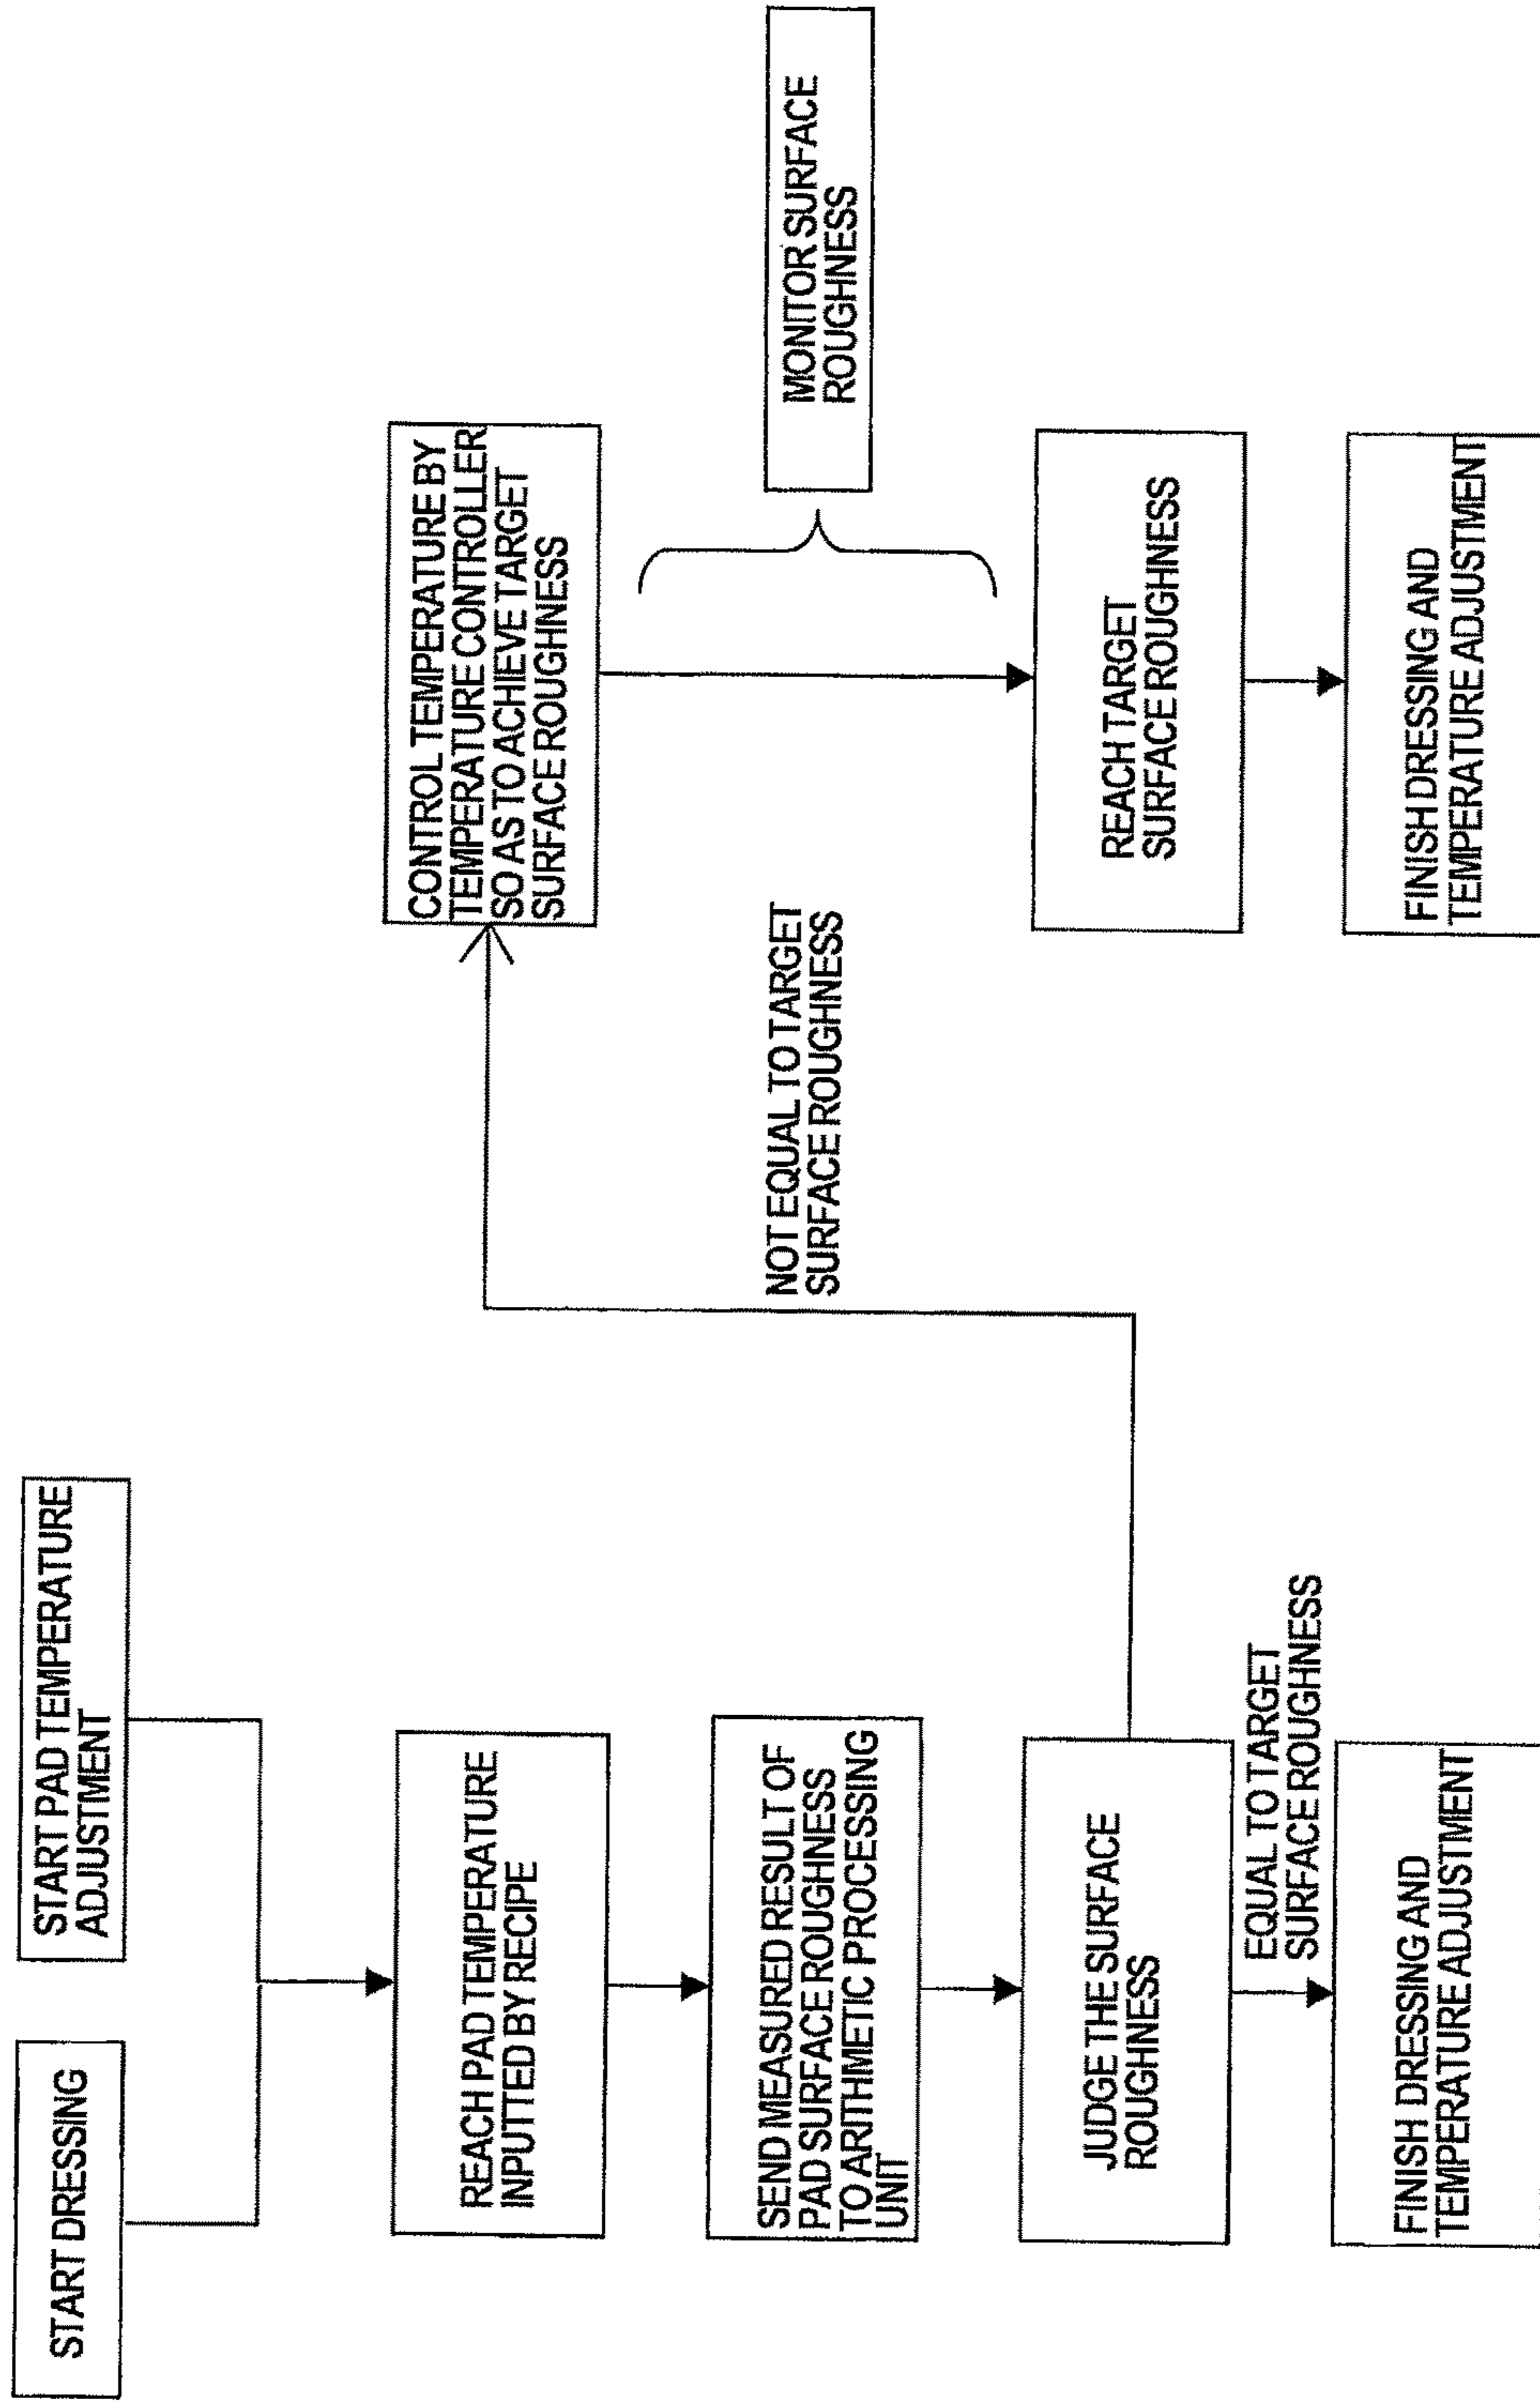 START DRESSING
START PAD TEMPERATURE
ADJUSTMENT
REACH PAD TEMPERATURE
INPUTTED BY RECIPE
SEND MEASURED RESULT OF
PAD SURFACE ROUGHNESS
TO ARITHMETIC PROCESSING
UNIT
JUDGE THE SURFACE
ROUGHNESS
EQUAL TO TARGET
SURFACE ROUGHNESS
FINISH DRESSING AND
TEMPERATURE ADJUSTMENT
NOT EQUAL TO TARGET
SURFACE ROUGHNESS
CONTROL TEMPERATURE BY
TEMPERATURE CONTROLLER
SO AS TO ACHIEVE TARGET
SURFACE ROUGHNESS
MONITOR SURFACE
ROUGHNESS
REACH TARGET
SURFACE ROUGHNESS
FINISH DRESSING AND
TEMPERATURE ADJUSTMENT